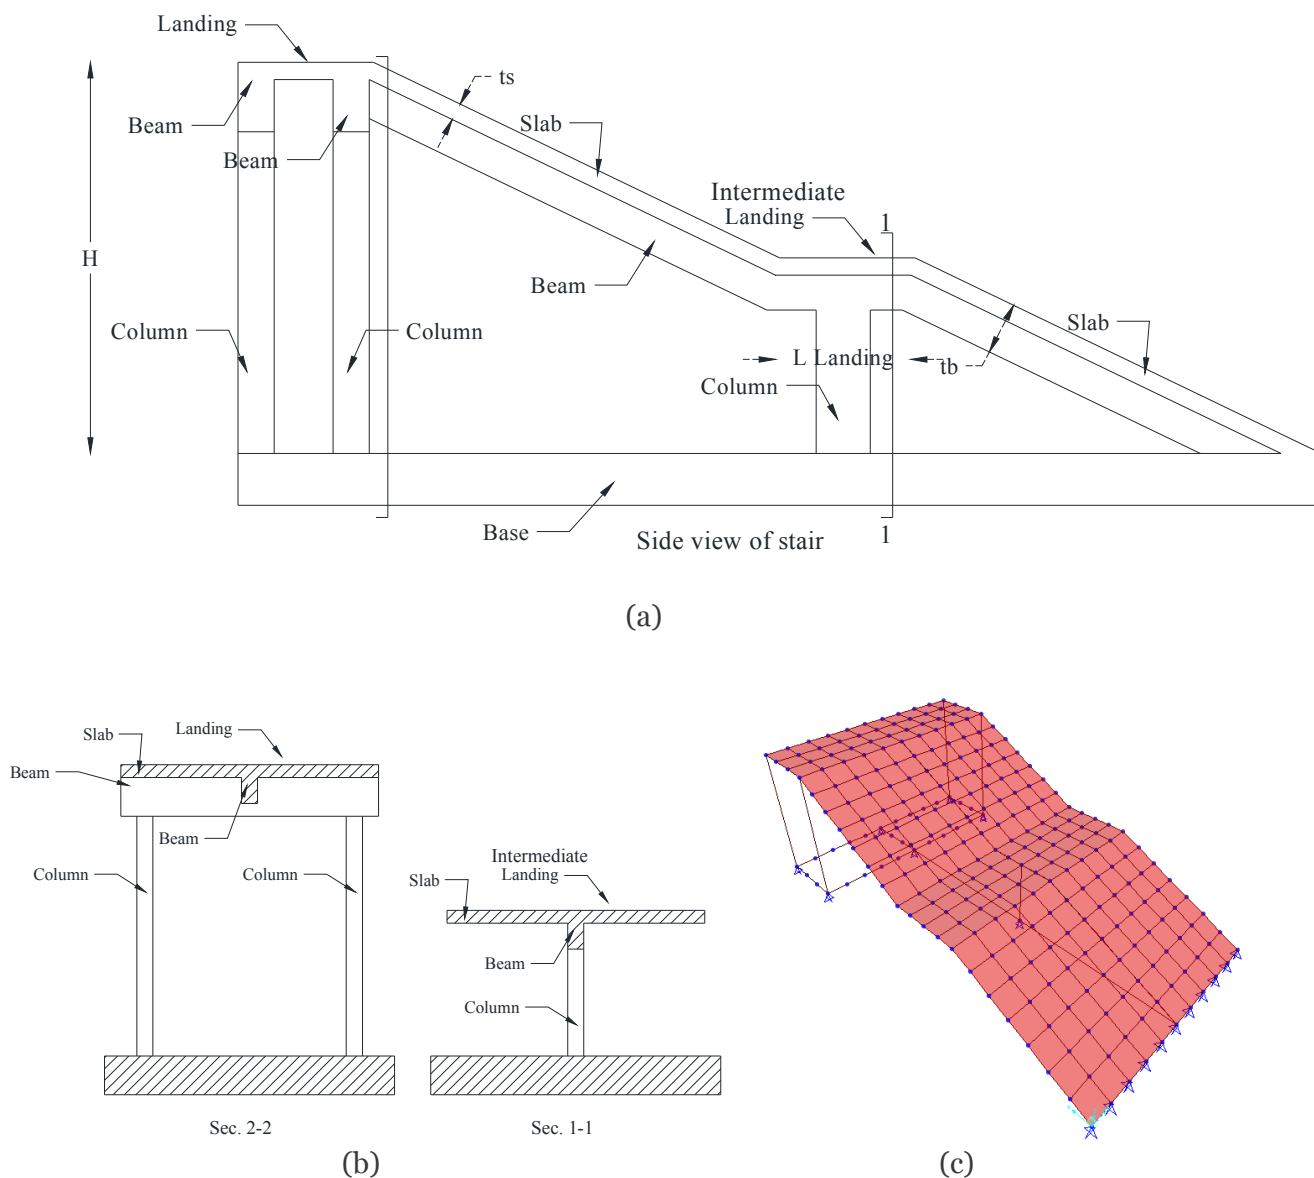 Landing
ts
Beam
Slab
Beam
Intermediate
Landing
1
H
Beam
Slab
Column
Column
L Landing
tb
Column
Base
Side view of stair
1
(a)
Landing
Slab
Beam
Beam
Column
Column
Sec. 2-2
Intermediate
Landing
Slab
Beam
Column
Sec. 1-1
(b)
(c)